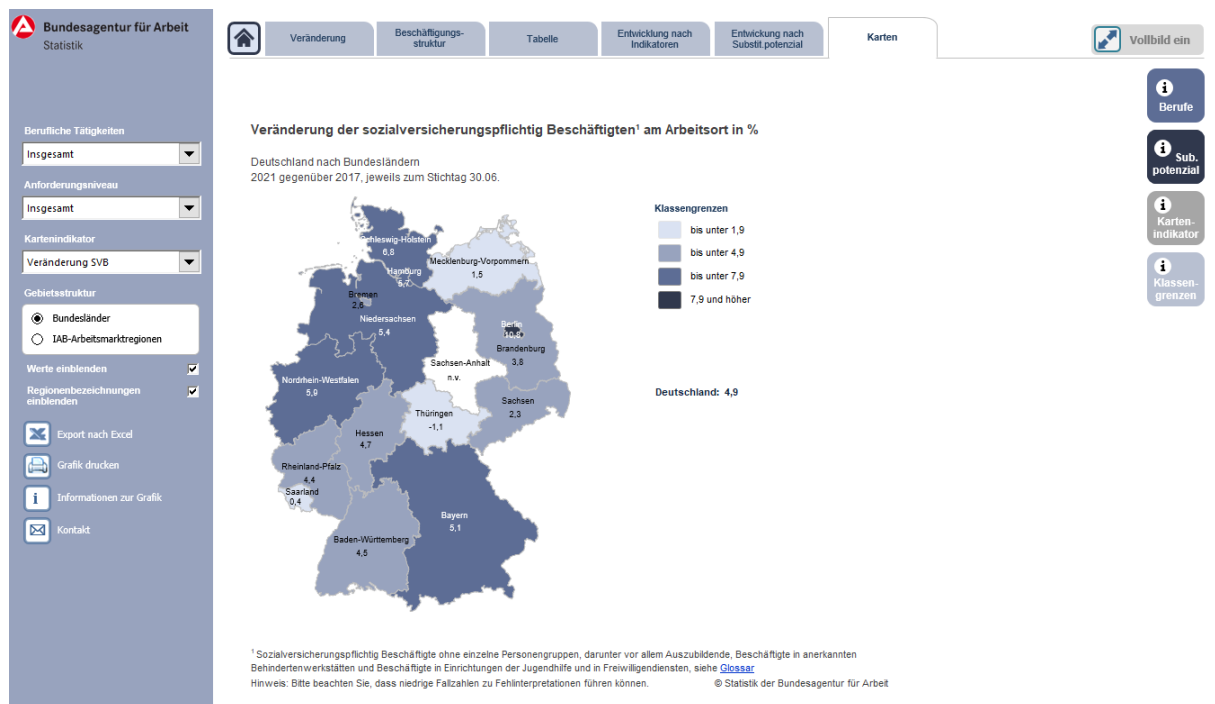 Bundesagentur für Arbeit
Statistik
Veränderung
Beschäftigungs-
struktur
Tabelle
Entwicklung nach
Indikatoren
Entwickung nach
Substit.potenzial
Karten
Vollbild ein
Berufliche Tätigkeiten
Insgesamt
Anforderungsniveau
Insgesamt
Kartenindikator
Veränderung SVB
Gebietsstruktur
Bundesländer
IAB-Arbeitsmarktregionen
Werte einblenden
Regionenbezeichnungen
einblenden
Export nach Excel
Grafik drucken
Informationen zur Grafik
Kontakt
Veränderung der sozialversicherungspflichtig Beschäftigten¹ am Arbeitsort in %
Deutschland nach Bundesländern
2021 gegenüber 2017, jeweils zum Stichtag 30.06.
Schleswig-Holstein
6,8
Mecklenburg-Vorpommern
1,5
Hamburg
5,7
Bremen
2,6
Niedersachsen
5,4
Berlin
10,8
Brandenburg
3,8
Sachsen-Anhalt
n.v.
Nordrhein-Westfalen
5,9
Sachsen
2,3
Thüringen
-1,1
Hessen
4,7
Rheinland-Pfalz
4,4
Saarland
0,4
Bayern
5,1
Baden-Württemberg
4,5
Klassengrenzen
bis unter 1,9
bis unter 4,9
bis unter 7,9
7,9 und höher
Deutschland: 4,9
i
Berufe
i Sub.
potenzial
i
Karten-
indikator
i
Klassen-
grenzen
¹ Sozialversicherungspflichtig Beschäftigte ohne einzelne Personengruppen, darunter vor allem Auszubildende, Beschäftigte in anerkannten
Behindertenwerkstätten und Beschäftigte in Einrichtungen der Jugendhilfe und in Freiwilligendiensten, siehe Glossar
Hinweis: Bitte beachten Sie, dass niedrige Fallzahlen zu Fehlinterpretationen führen können. © Statistik der Bundesagentur für Arbeit